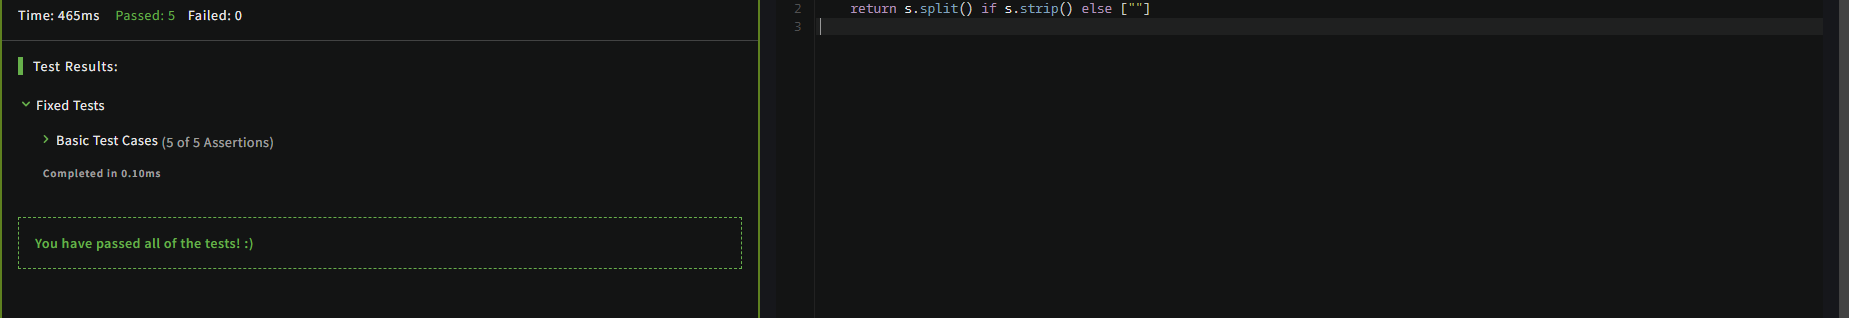 Time: 465ms Passed: 5 Failed: 0
Test Results:
Fixed Tests
Basic Test Cases (5 of 5 Assertions)
Completed in 0.10ms
You have passed all of the tests! :)
2 return s.split() if s.strip() else [""]
3